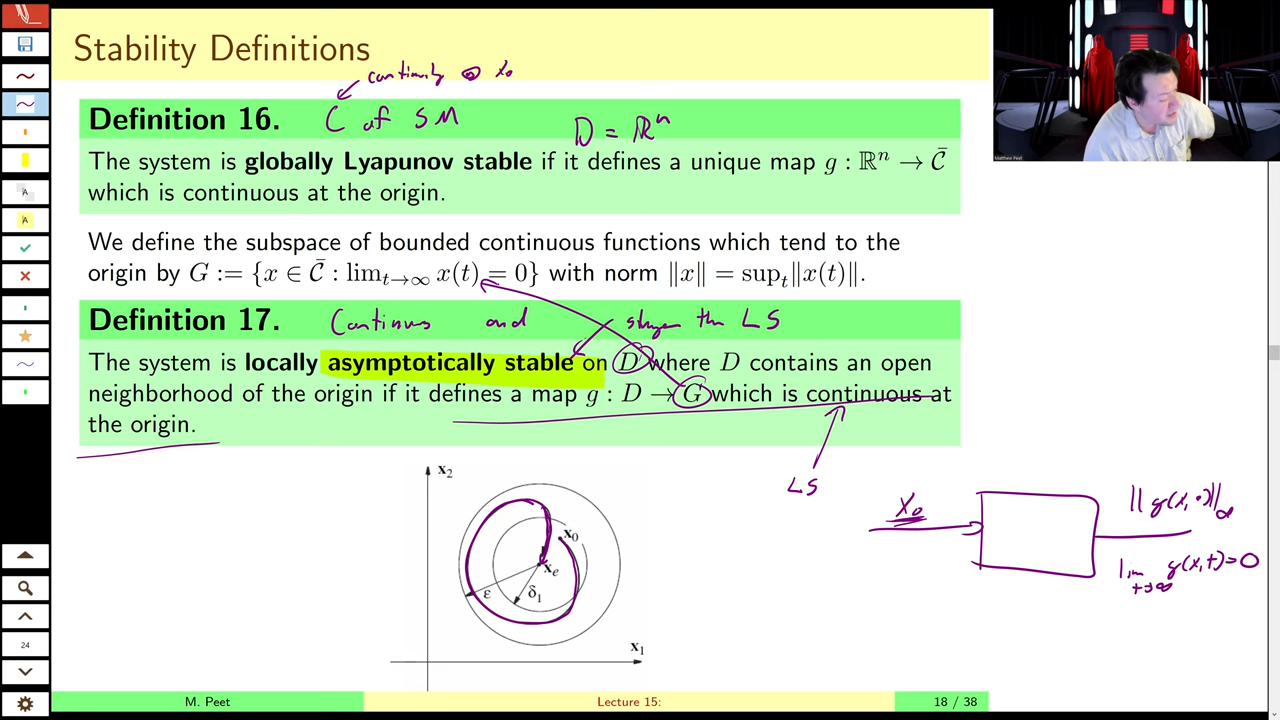 Stability Definitions
continuity @ x₀
Definition 16. C of SM D = ℝⁿ
The system is globally Lyapunov stable if it defines a unique map g : ℝⁿ → C̄
which is continuous at the origin.
We define the subspace of bounded continuous functions which tend to the
origin by G := {x ∈ C̄ : lim_{t→∞} x(t) = 0} with norm ‖x‖ = sup_t‖x(t)‖.
Definition 17. and LS
The system is locally asymptotically stable on D where D contains an open
neighborhood of the origin if it defines a map g : D → G which is continuous at
the origin.
LS
x₂
x₀
xₑ
ε
δ₁
x₁
X₀
‖g(x,·)‖_∞
lim_{t→∞} g(x,t)=0
M. Peet
Lecture 15:
18 / 38
24
Matthew Peet